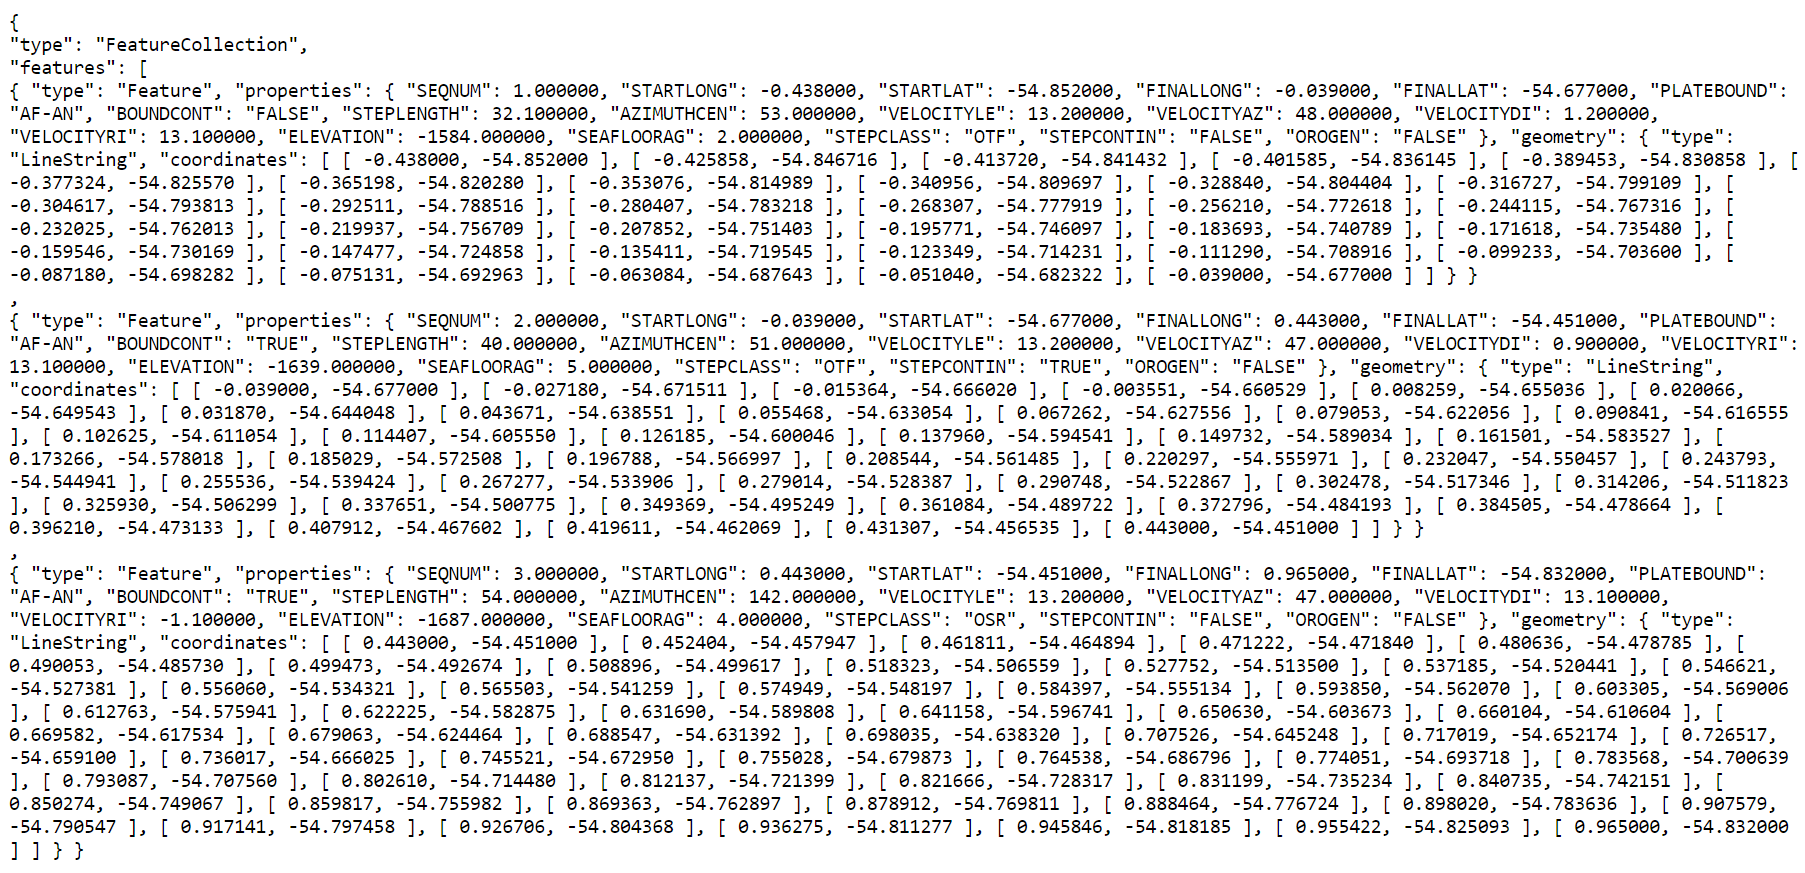 {
"type": "FeatureCollection",
"features": [
{ "type": "Feature", "properties": { "SEQNUM": 1.000000, "STARTLONG": -0.438000, "STARTLAT": -54.852000, "FINALLONG": -0.039000, "FINALLAT": -54.677000, "PLATEBOUND":
"AF-AN", "BOUNDCONT": "FALSE", "STEPLENGTH": 32.100000, "AZIMUTHCEN": 53.000000, "VELOCITYLE": 13.200000, "VELOCITYAZ": 48.000000, "VELOCITYDI": 1.200000,
"VELOCITYRI": 13.100000, "ELEVATION": -1584.000000, "SEAFLOORAG": 2.000000, "STEPCLASS": "OTF", "STEPCONTIN": "FALSE", "OROGEN": "FALSE" }, "geometry": { "type":
"LineString", "coordinates": [ [ -0.438000, -54.852000 ], [ -0.425858, -54.846716 ], [ -0.413720, -54.841432 ], [ -0.401585, -54.836145 ], [ -0.389453, -54.830858 ], [
-0.377324, -54.825570 ], [ -0.365198, -54.820280 ], [ -0.353076, -54.814989 ], [ -0.340956, -54.809697 ], [ -0.328840, -54.804404 ], [ -0.316727, -54.799109 ], [
-0.304617, -54.793813 ], [ -0.292511, -54.788516 ], [ -0.280407, -54.783218 ], [ -0.268307, -54.777919 ], [ -0.256210, -54.772618 ], [ -0.244115, -54.767316 ], [
-0.232025, -54.762013 ], [ -0.219937, -54.756709 ], [ -0.207852, -54.751403 ], [ -0.195771, -54.746097 ], [ -0.183693, -54.740789 ], [ -0.171618, -54.735480 ], [
-0.159546, -54.730169 ], [ -0.147477, -54.724858 ], [ -0.135411, -54.719545 ], [ -0.123349, -54.714231 ], [ -0.111290, -54.708916 ], [ -0.099233, -54.703600 ], [
-0.087180, -54.698282 ], [ -0.075131, -54.692963 ], [ -0.063084, -54.687643 ], [ -0.051040, -54.682322 ], [ -0.039000, -54.677000 ] ] } }
,
{ "type": "Feature", "properties": { "SEQNUM": 2.000000, "STARTLONG": -0.039000, "STARTLAT": -54.677000, "FINALLONG": 0.443000, "FINALLAT": -54.451000, "PLATEBOUND":
"AF-AN", "BOUNDCONT": "TRUE", "STEPLENGTH": 40.000000, "AZIMUTHCEN": 51.000000, "VELOCITYLE": 13.200000, "VELOCITYAZ": 47.000000, "VELOCITYDI": 0.900000, "VELOCITYRI":
13.100000, "ELEVATION": -1639.000000, "SEAFLOORAG": 5.000000, "STEPCLASS": "OTF", "STEPCONTIN": "TRUE", "OROGEN": "FALSE" }, "geometry": { "type": "LineString",
"coordinates": [ [ -0.039000, -54.677000 ], [ -0.027180, -54.671511 ], [ -0.015364, -54.666020 ], [ -0.003551, -54.660529 ], [ 0.008259, -54.655036 ], [ 0.020066,
-54.649543 ], [ 0.031870, -54.644048 ], [ 0.043671, -54.638551 ], [ 0.055468, -54.633054 ], [ 0.067262, -54.627556 ], [ 0.079053, -54.622056 ], [ 0.090841, -54.616555
], [ 0.102625, -54.611054 ], [ 0.114407, -54.605550 ], [ 0.126185, -54.600046 ], [ 0.137960, -54.594541 ], [ 0.149732, -54.589034 ], [ 0.161501, -54.583527 ], [
0.173266, -54.578018 ], [ 0.185029, -54.572508 ], [ 0.196788, -54.566997 ], [ 0.208544, -54.561485 ], [ 0.220297, -54.555971 ], [ 0.232047, -54.550457 ], [ 0.243793,
-54.544941 ], [ 0.255536, -54.539424 ], [ 0.267277, -54.533906 ], [ 0.279014, -54.528387 ], [ 0.290748, -54.522867 ], [ 0.302478, -54.517346 ], [ 0.314206, -54.511823
], [ 0.325930, -54.506299 ], [ 0.337651, -54.500775 ], [ 0.349369, -54.495249 ], [ 0.361084, -54.489722 ], [ 0.372796, -54.484193 ], [ 0.384505, -54.478664 ], [
0.396210, -54.473133 ], [ 0.407912, -54.467602 ], [ 0.419611, -54.462069 ], [ 0.431307, -54.456535 ], [ 0.443000, -54.451000 ] ] } }
,
{ "type": "Feature", "properties": { "SEQNUM": 3.000000, "STARTLONG": 0.443000, "STARTLAT": -54.451000, "FINALLONG": 0.965000, "FINALLAT": -54.832000, "PLATEBOUND":
"AF-AN", "BOUNDCONT": "TRUE", "STEPLENGTH": 54.000000, "AZIMUTHCEN": 142.000000, "VELOCITYLE": 13.200000, "VELOCITYAZ": 47.000000, "VELOCITYDI": 13.100000,
"VELOCITYRI": -1.100000, "ELEVATION": -1687.000000, "SEAFLOORAG": 4.000000, "STEPCLASS": "OSR", "STEPCONTIN": "FALSE", "OROGEN": "FALSE" }, "geometry": { "type":
"LineString", "coordinates": [ [ 0.443000, -54.451000 ], [ 0.452404, -54.457947 ], [ 0.461811, -54.464894 ], [ 0.471222, -54.471840 ], [ 0.480636, -54.478785 ], [
0.490053, -54.485730 ], [ 0.499473, -54.492674 ], [ 0.508896, -54.499617 ], [ 0.518323, -54.506559 ], [ 0.527752, -54.513500 ], [ 0.537185, -54.520441 ], [ 0.546621,
-54.527381 ], [ 0.556060, -54.534321 ], [ 0.565503, -54.541259 ], [ 0.574949, -54.548197 ], [ 0.584397, -54.555134 ], [ 0.593850, -54.562070 ], [ 0.603305, -54.569006
], [ 0.612763, -54.575941 ], [ 0.622225, -54.582875 ], [ 0.631690, -54.589808 ], [ 0.641158, -54.596741 ], [ 0.650630, -54.603673 ], [ 0.660104, -54.610604 ], [
0.669582, -54.617534 ], [ 0.679063, -54.624464 ], [ 0.688547, -54.631392 ], [ 0.698035, -54.638320 ], [ 0.707526, -54.645248 ], [ 0.717019, -54.652174 ], [ 0.726517,
-54.659100 ], [ 0.736017, -54.666025 ], [ 0.745521, -54.672950 ], [ 0.755028, -54.679873 ], [ 0.764538, -54.686796 ], [ 0.774051, -54.693718 ], [ 0.783568, -54.700639
], [ 0.793087, -54.707560 ], [ 0.802610, -54.714480 ], [ 0.812137, -54.721399 ], [ 0.821666, -54.728317 ], [ 0.831199, -54.735234 ], [ 0.840735, -54.742151 ], [
0.850274, -54.749067 ], [ 0.859817, -54.755982 ], [ 0.869363, -54.762897 ], [ 0.878912, -54.769811 ], [ 0.888464, -54.776724 ], [ 0.898020, -54.783636 ], [ 0.907579,
-54.790547 ], [ 0.917141, -54.797458 ], [ 0.926706, -54.804368 ], [ 0.936275, -54.811277 ], [ 0.945846, -54.818185 ], [ 0.955422, -54.825093 ], [ 0.965000, -54.832000
] ] } }